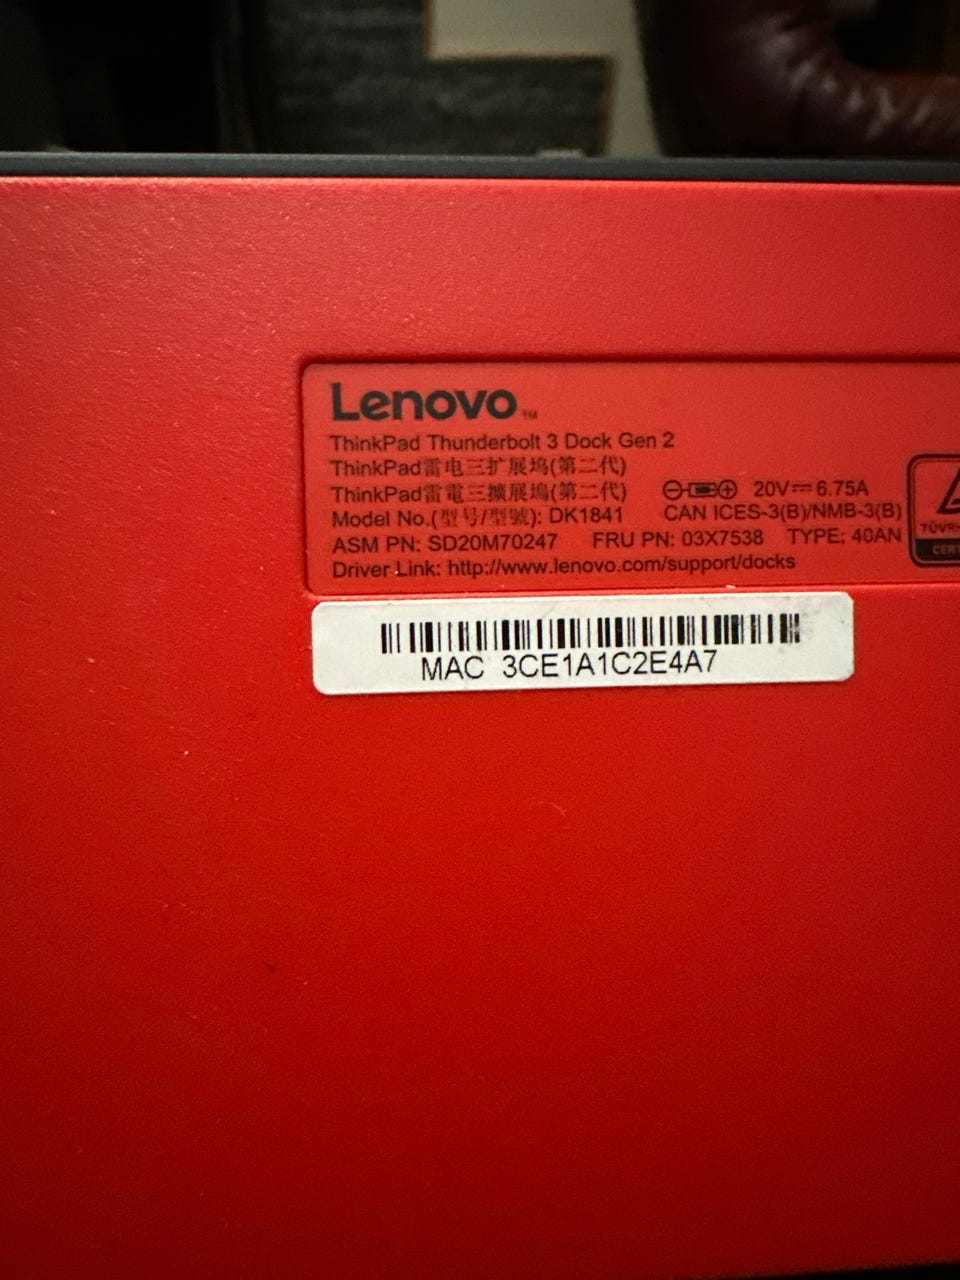 Lenovo™
ThinkPad Thunderbolt 3 Dock Gen 2
ThinkPad雷电三扩展坞(第二代)
ThinkPad雷電三擴展塢(第二代)
20V⎓6.75A
Model No.(型号/型號): DK1841
CAN ICES-3(B)/NMB-3(B)
ASM PN: SD20M70247 FRU PN: 03X7538 TYPE: 40AN
Driver Link: http://www.lenovo.com/support/docks
MAC 3CE1A1C2E4A7